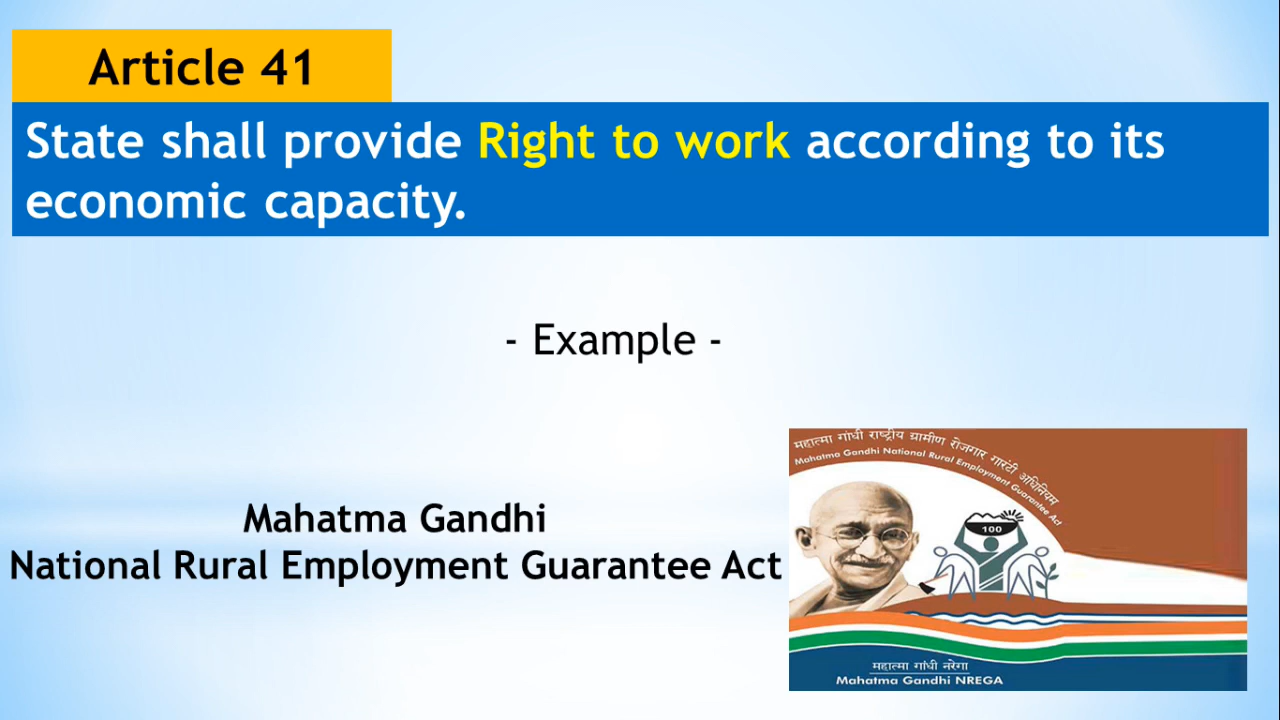 Article 41
State shall provide Right to work according to its
economic capacity.
- Example -
Mahatma Gandhi
National Rural Employment Guarantee Act
महात्मा गांधी राष्ट्रीय ग्रामीण रोजगार गारंटी अधिनियम
Mahatma Gandhi National Rural Employment Guarantee Act
100
महात्मा गांधी नरेगा
Mahatma Gandhi NREGA